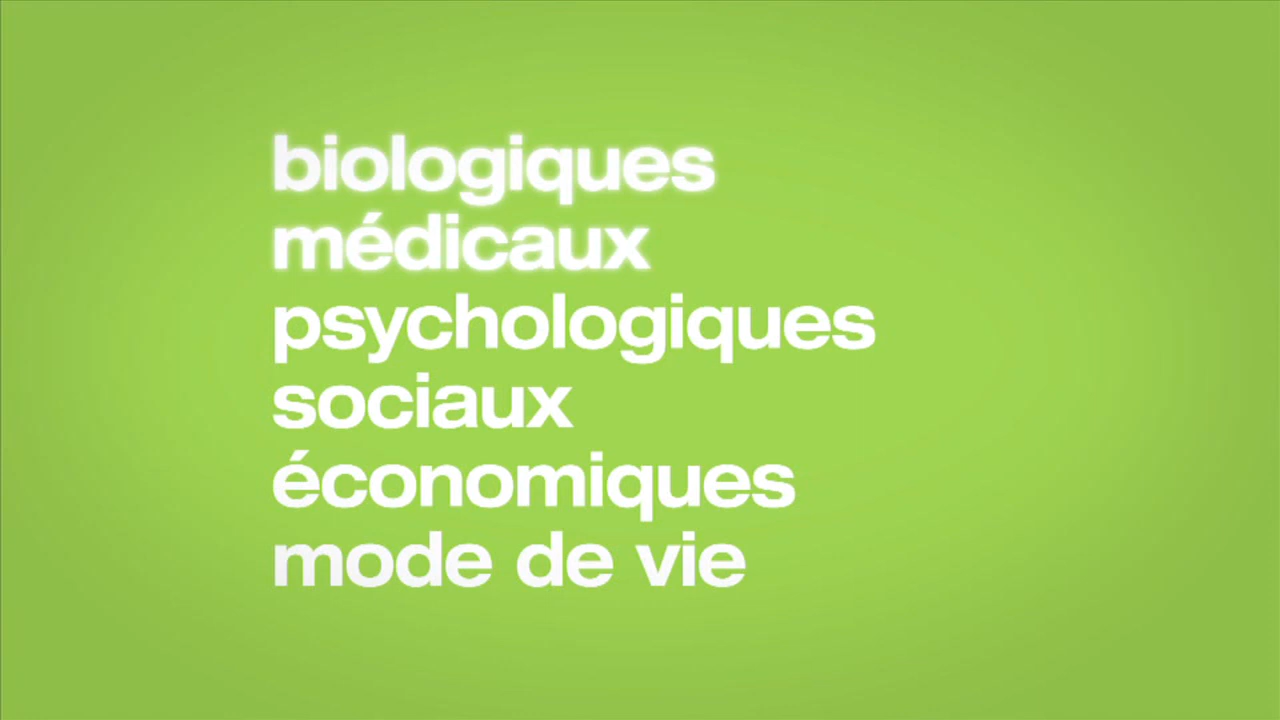 biologiques
médicaux
psychologiques
sociaux
économiques
mode de vie